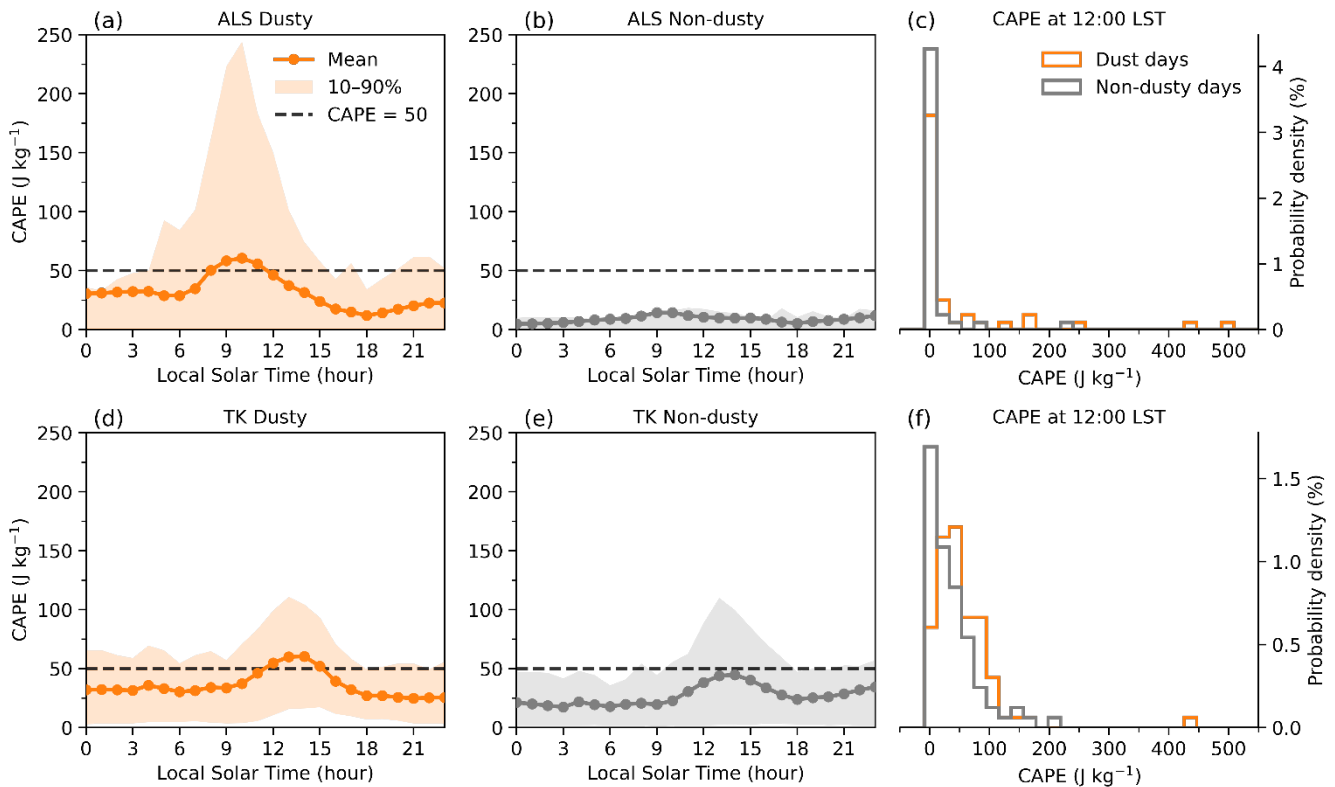 (a) ALS Dusty
(b) ALS Non-dusty
(c) CAPE at 12:00 LST
250
200
150
100
50
0
CAPE (J kg⁻¹)
Mean
10–90%
CAPE = 50
0 3 6 9 12 15 18 21
Local Solar Time (hour)
250
200
150
100
50
0
0 3 6 9 12 15 18 21
Local Solar Time (hour)
Dust days
Non-dusty days
4
3
2
1
0
Probability density (%)
0 100 200 300 400 500
CAPE (J kg⁻¹)
(d) TK Dusty
(e) TK Non-dusty
(f) CAPE at 12:00 LST
250
200
150
100
50
0
CAPE (J kg⁻¹)
0 3 6 9 12 15 18 21
Local Solar Time (hour)
250
200
150
100
50
0
0 3 6 9 12 15 18 21
Local Solar Time (hour)
1.5
1.0
0.5
0.0
Probability density (%)
0 100 200 300 400 500
CAPE (J kg⁻¹)